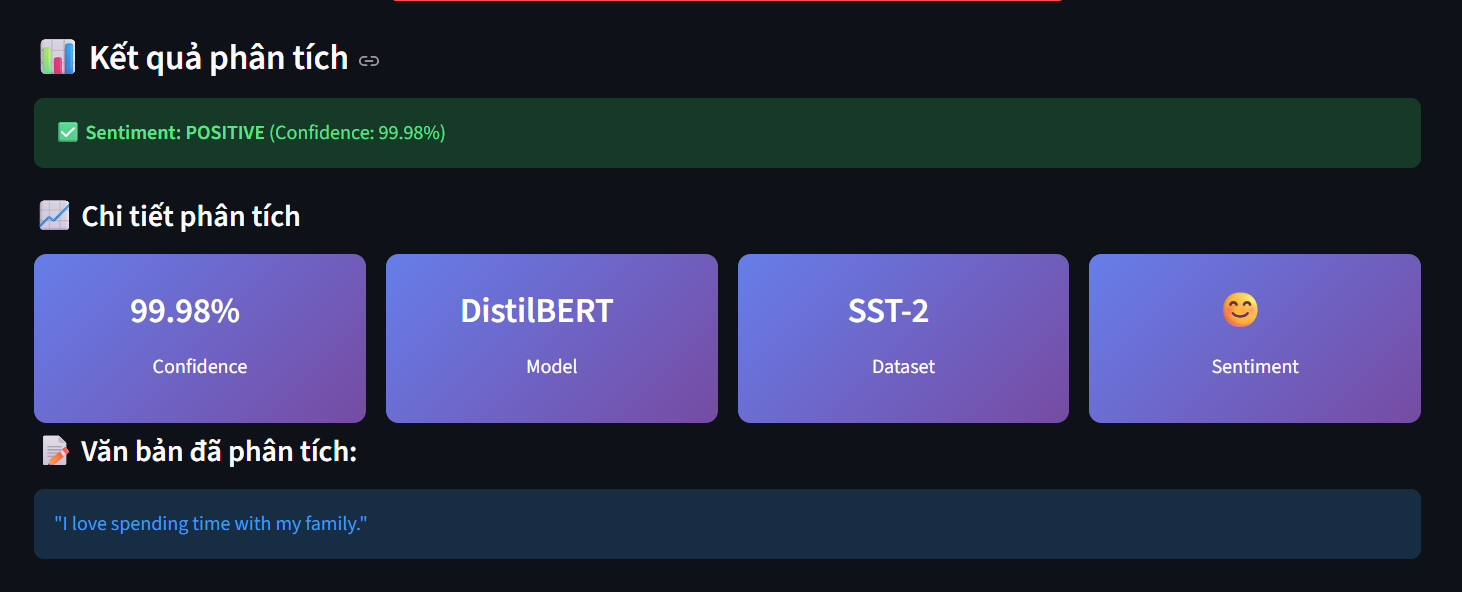 Kết quả phân tích
Sentiment: POSITIVE (Confidence: 99.98%)
Chi tiết phân tích
99.98%
Confidence
DistilBERT
Model
SST-2
Dataset
Sentiment
Văn bản đã phân tích:
"I love spending time with my family."